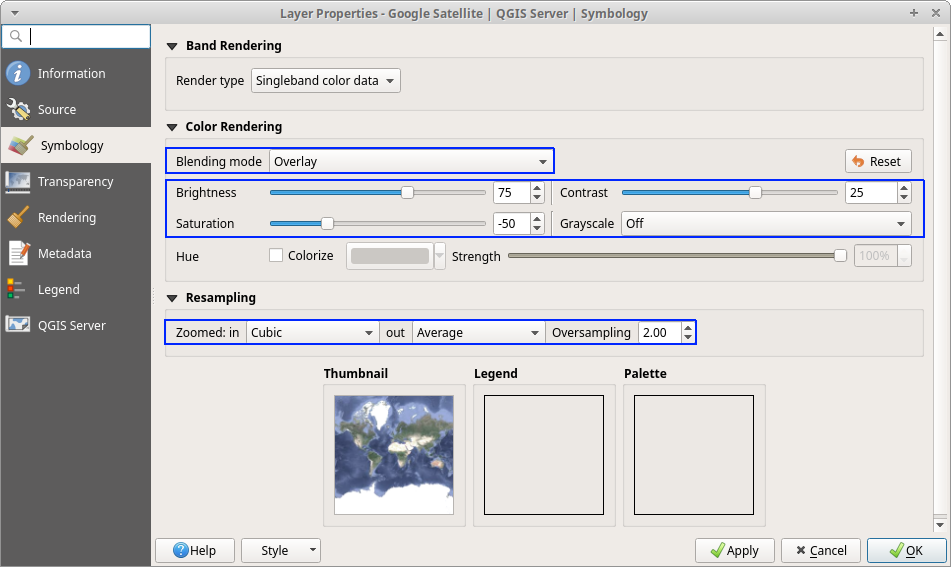 Layer Properties - Google Satellite | QGIS Server | Symbology
Information
Source
Symbology
Transparency
Rendering
Metadata
Legend
QGIS Server
Band Rendering
Render type Singleband color data
Color Rendering
Blending mode Overlay Reset
Brightness 75 Contrast 25
Saturation -50 Grayscale Off
Hue Colorize Strength 100%
Resampling
Zoomed: in Cubic out Average Oversampling 2.00
Thumbnail Legend Palette
Help Style Apply Cancel OK